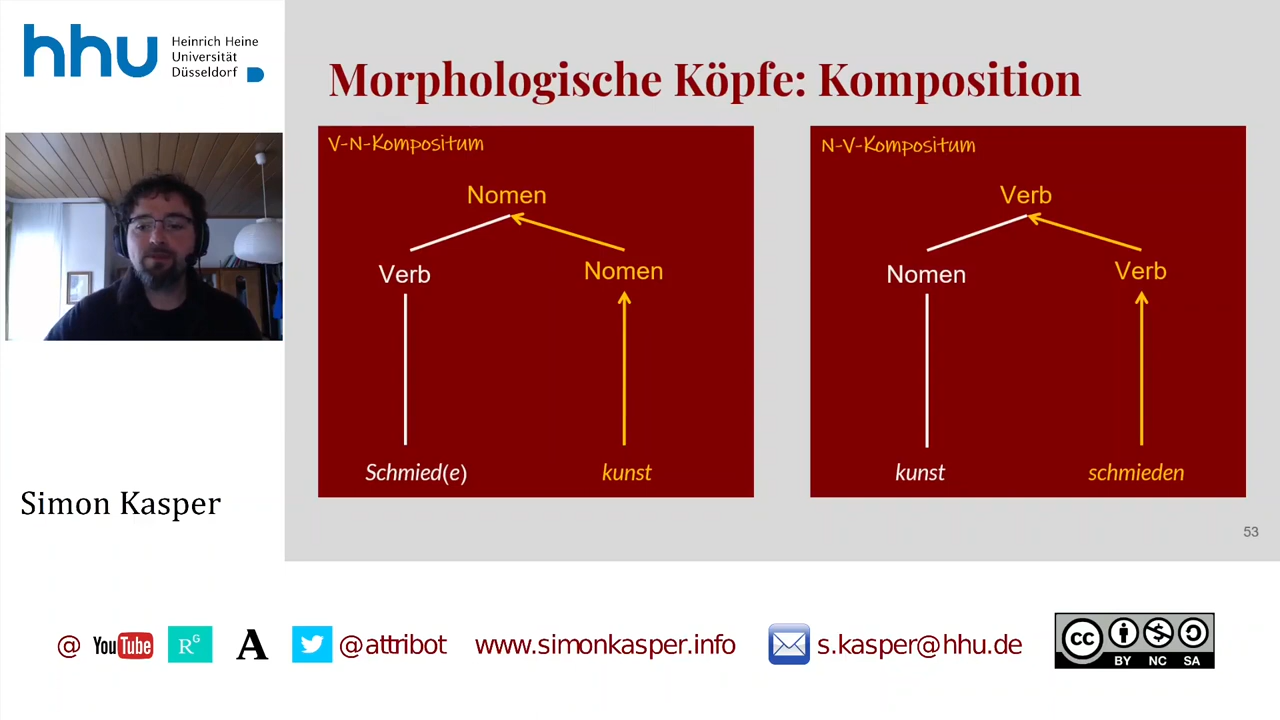 hhu
Heinrich Heine
Universität
Düsseldorf
Morphologische Köpfe: Komposition
V-N-Kompositum
Nomen
Verb
Nomen
Schmied(e)
kunst
N-V-Kompositum
Verb
Nomen
Verb
kunst
schmieden
53
Simon Kasper
@ YouTube RG A @attribot www.simonkasper.info s.kasper@hhu.de
cc BY NC SA